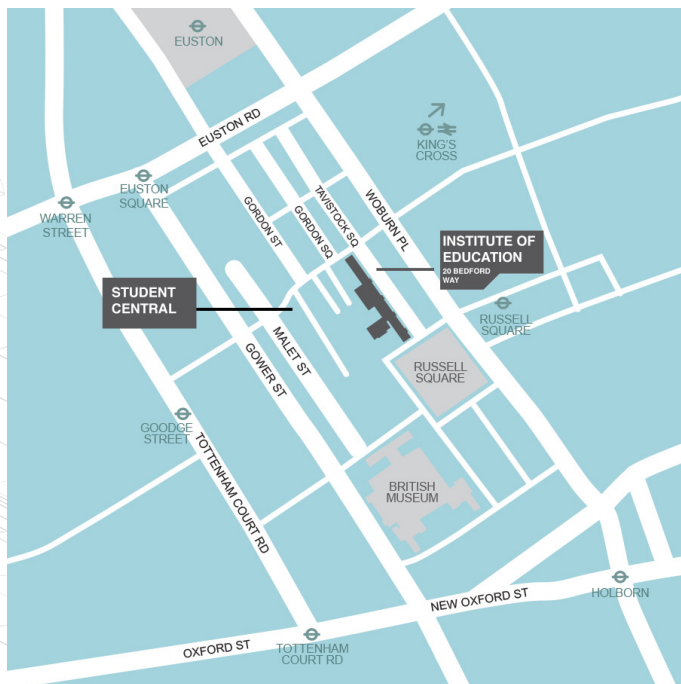 EUSTON
EUSTON RD
KING'S
CROSS
EUSTON
SQUARE
WARREN
STREET
GORDON ST
GORDON SQ
TAVISTOCK SQ
WOBURN PL
INSTITUTE OF
EDUCATION
20 BEDFORD
WAY
STUDENT
CENTRAL
RUSSELL
SQUARE
MALET ST
GOWER ST
RUSSELL
SQUARE
GOODGE
STREET
TOTTENHAM COURT RD
BRITISH
MUSEUM
HOLBORN
NEW OXFORD ST
OXFORD ST
TOTTENHAM
COURT RD